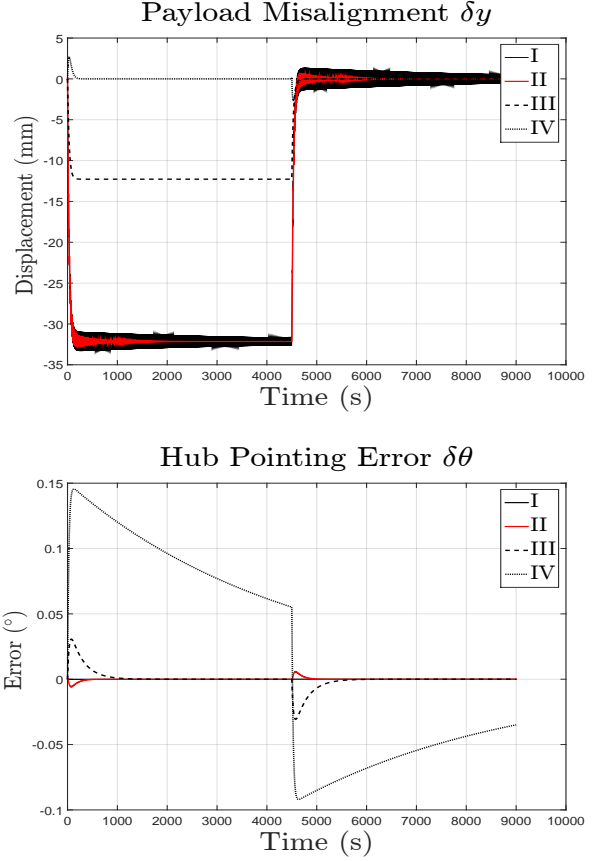 Payload Misalignment δy
Displacement (mm)
5
0
-5
-10
-15
-20
-25
-30
-35
0 1000 2000 3000 4000 5000 6000 7000 8000 9000 10000
Time (s)
I
II
III
IV
Hub Pointing Error δθ
Error (°)
0.15
0.1
0.05
0
-0.05
-0.1
0 1000 2000 3000 4000 5000 6000 7000 8000 9000 10000
Time (s)
I
II
III
IV